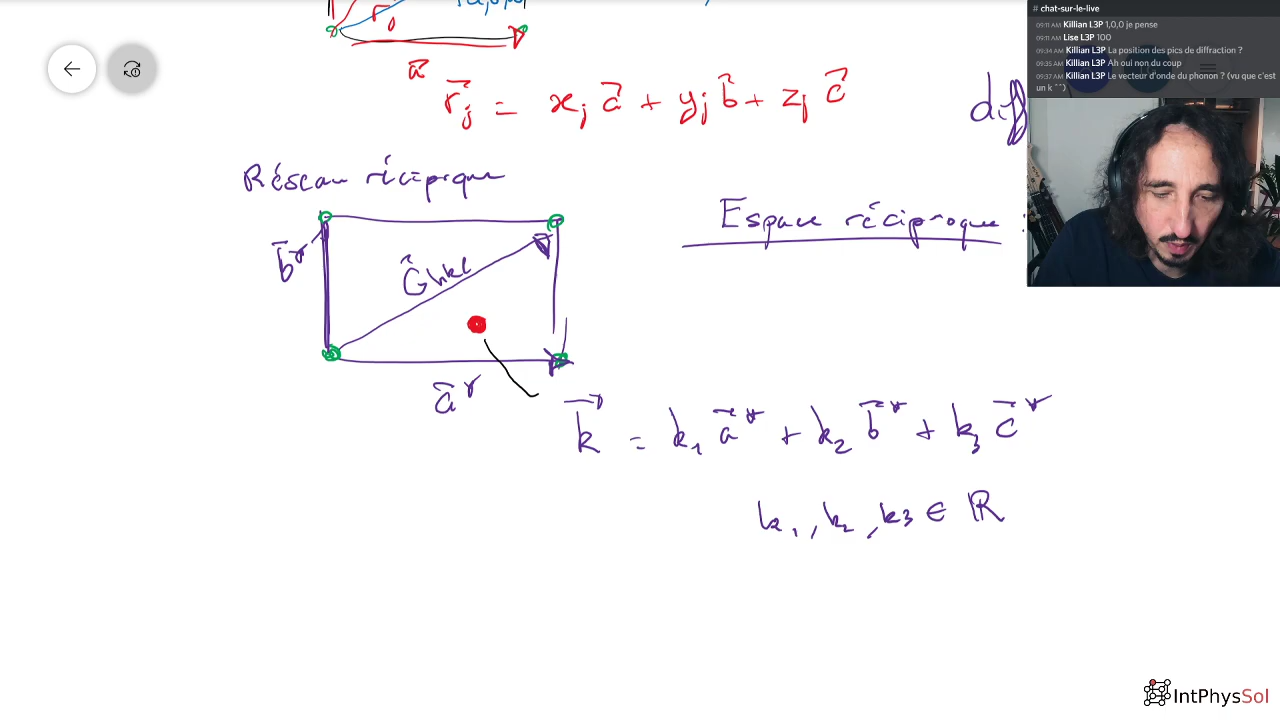 # chat-sur-le-live
09:11 AM Killian L3P 1,0,0 je pense
09:11 AM Lise L3P 100
09:34 AM Killian L3P La position des pics de diffraction ?
09:35 AM Killian L3P Ah oui non du coup
09:37 AM Killian L3P Le vecteur d'onde du phonon ? (vu que c'est
un k ^^)
r₀
a⃗
r⃗j = xj a⃗ + yj b⃗ + zj c⃗
diff
Réseau réciproque
Espace réciproque :
b⃗*
G⃗hkl
a⃗*
k⃗ = k₁ a⃗* + k₂ b⃗* + k₃ c⃗*
k₁, k₂, k₃ ∈ ℝ
IntPhysSol